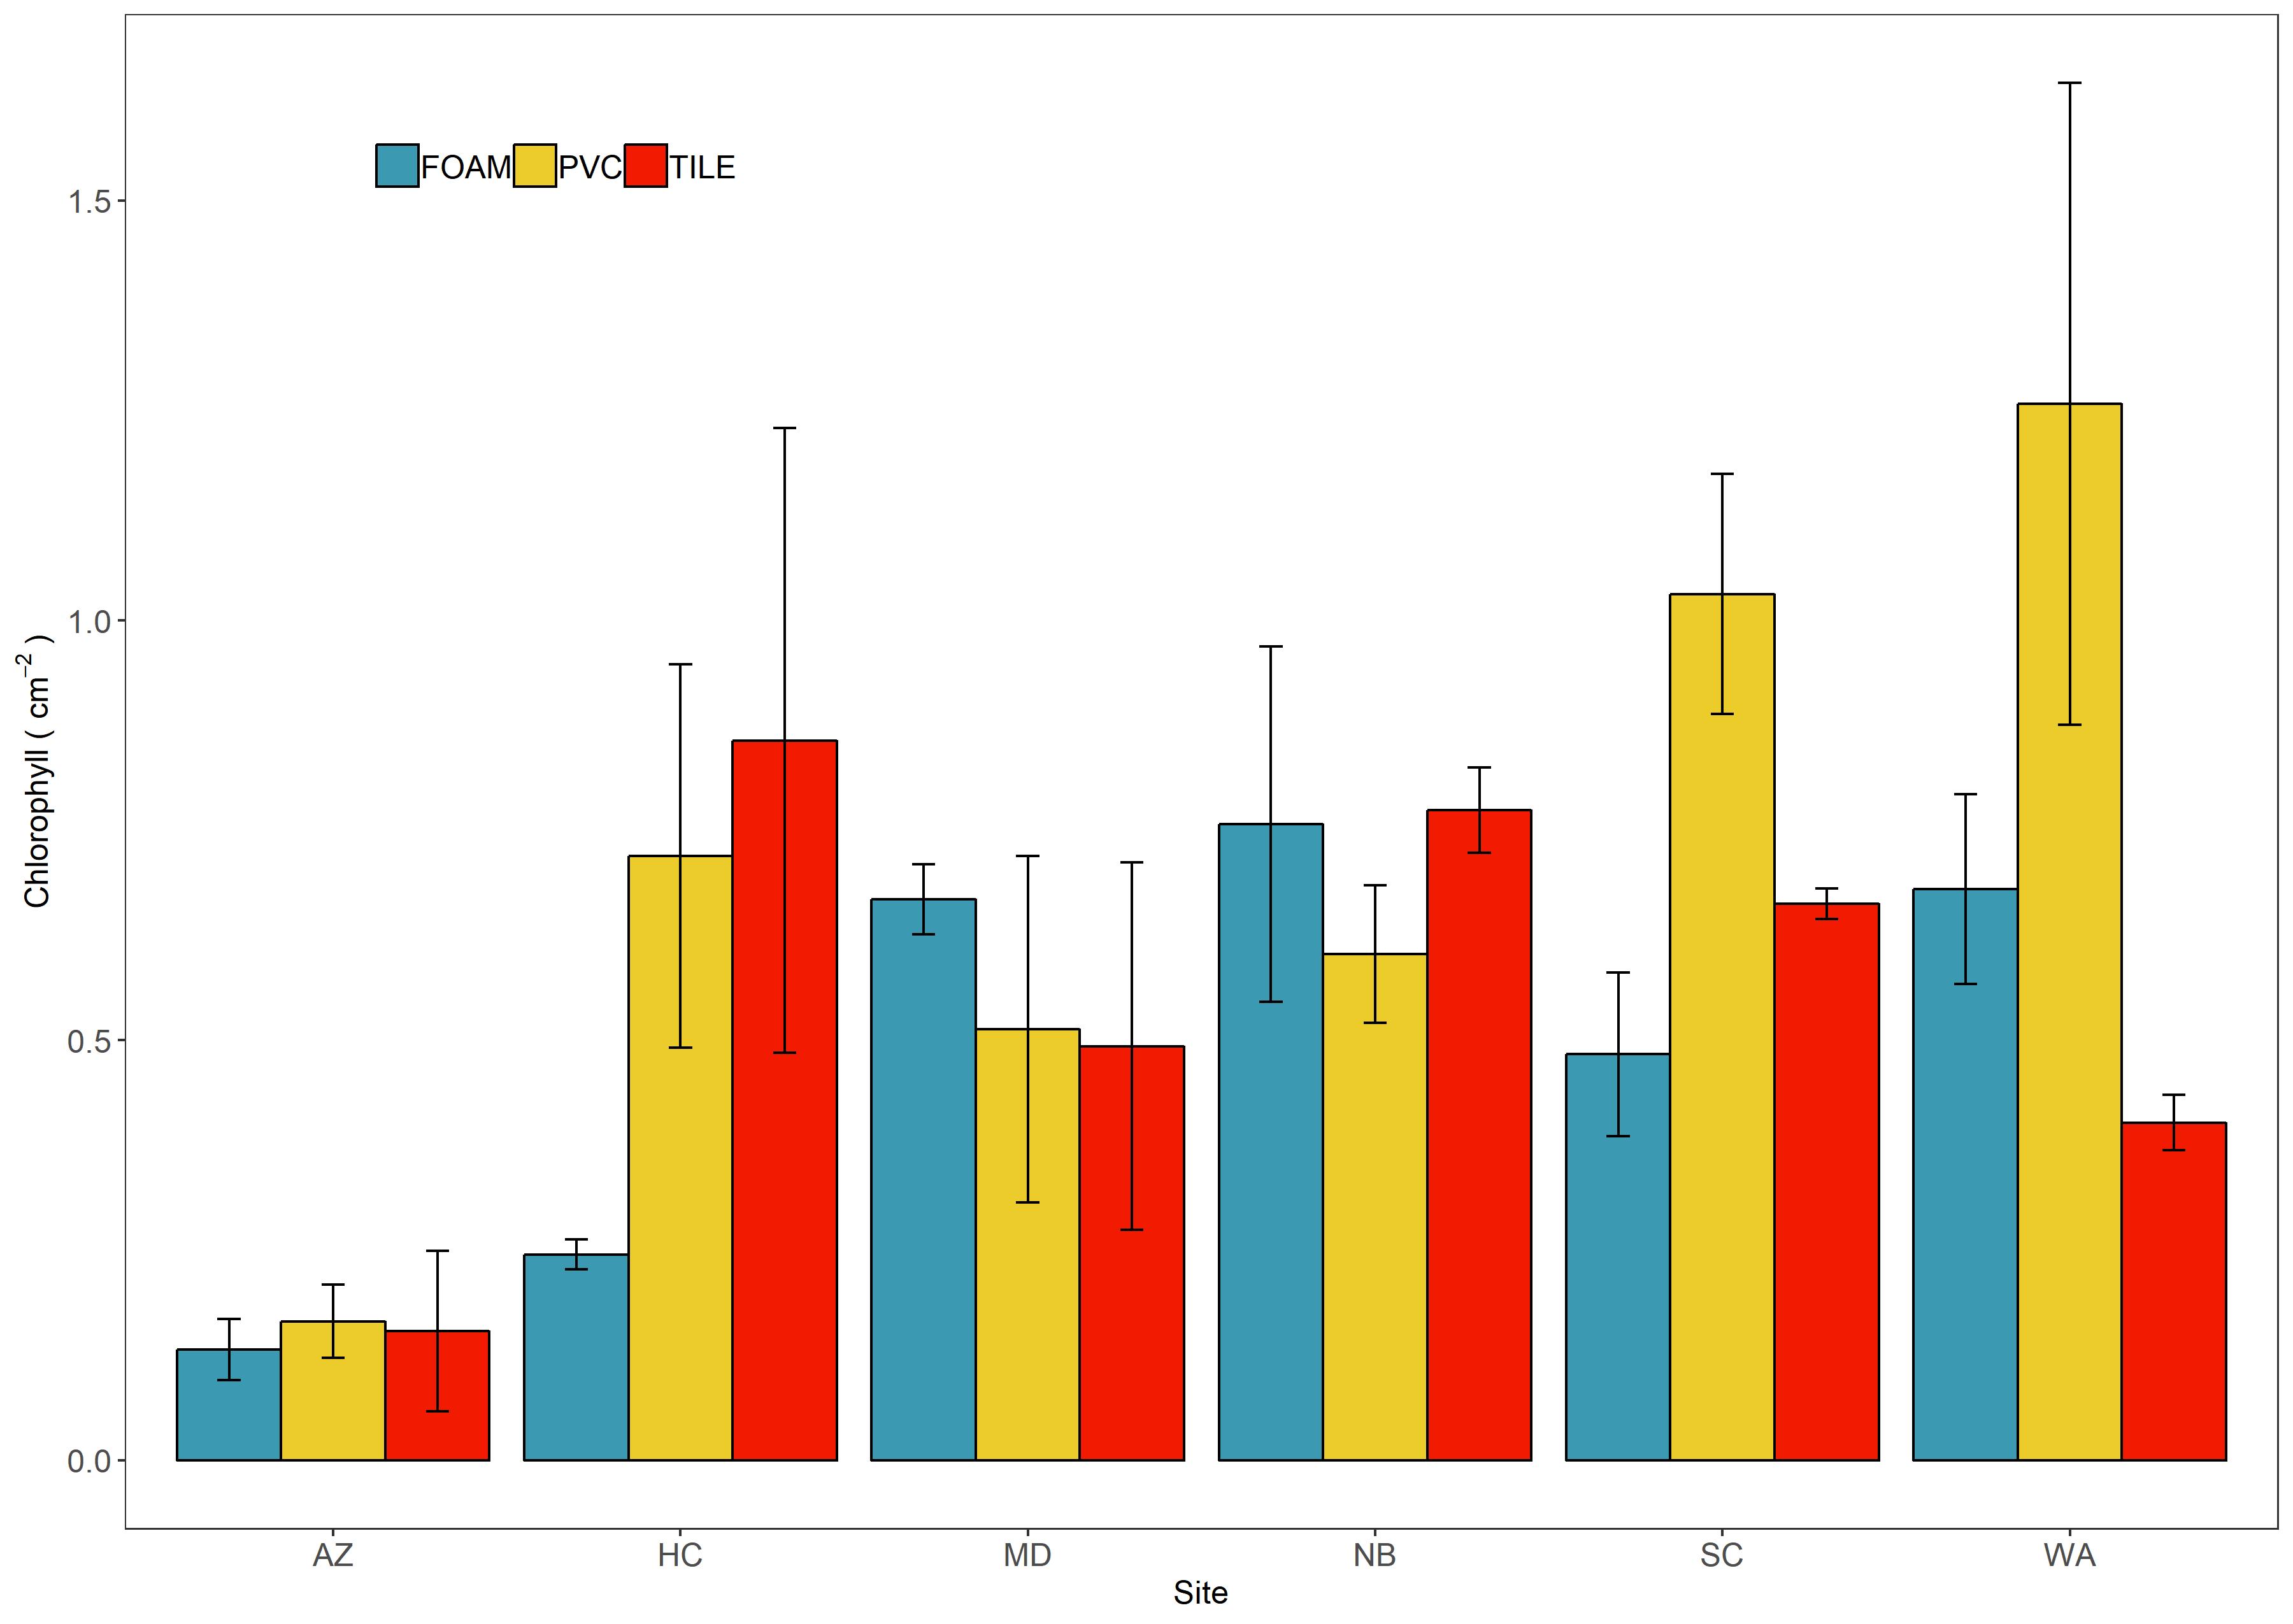 FOAM PVC TILE
1.5
1.0
0.5
0.0
Chlorophyll ( cm⁻² )
AZ HC MD NB SC WA
Site